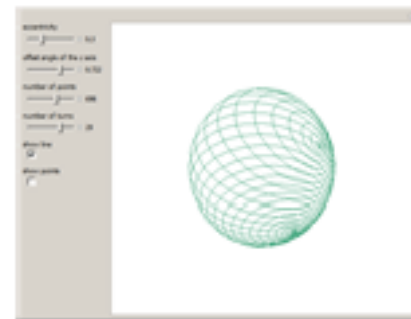 eccentricity
offset angle of the z axis
number of points
number of turns
show line
show points